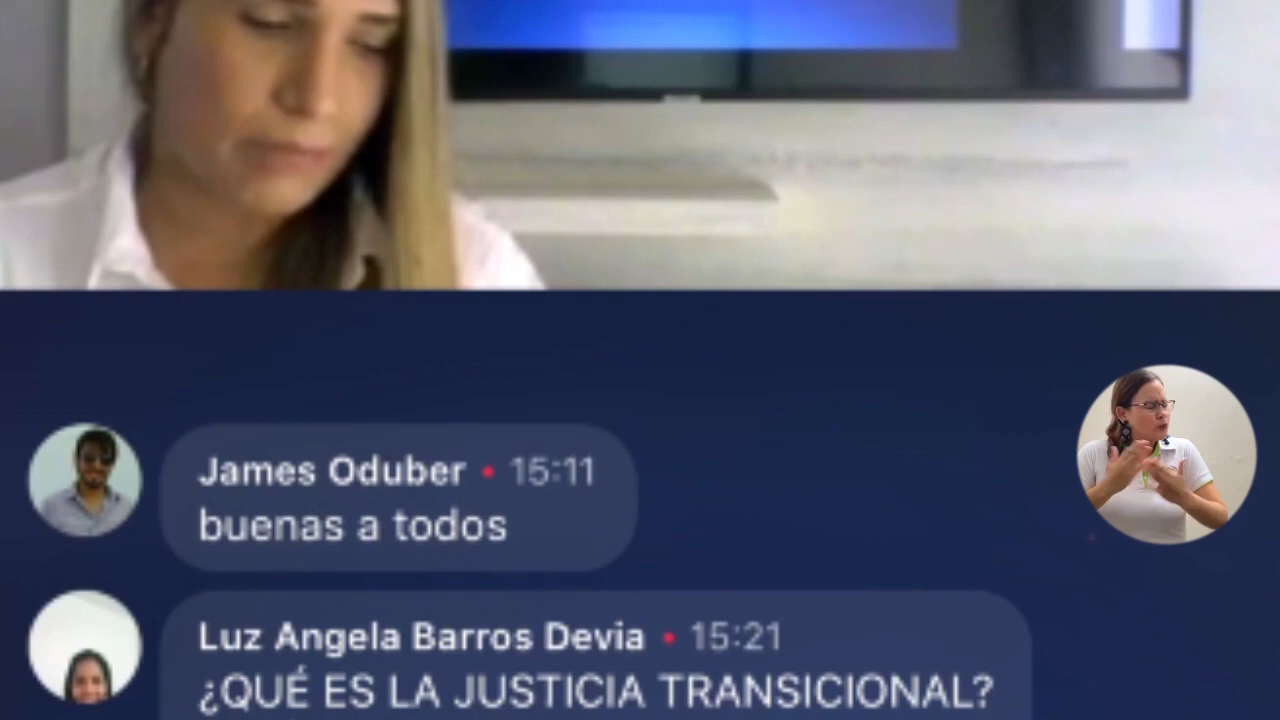 James Oduber • 15:11
buenas a todos
Luz Angela Barros Devia • 15:21
¿QUÉ ES LA JUSTICIA TRANSICIONAL?